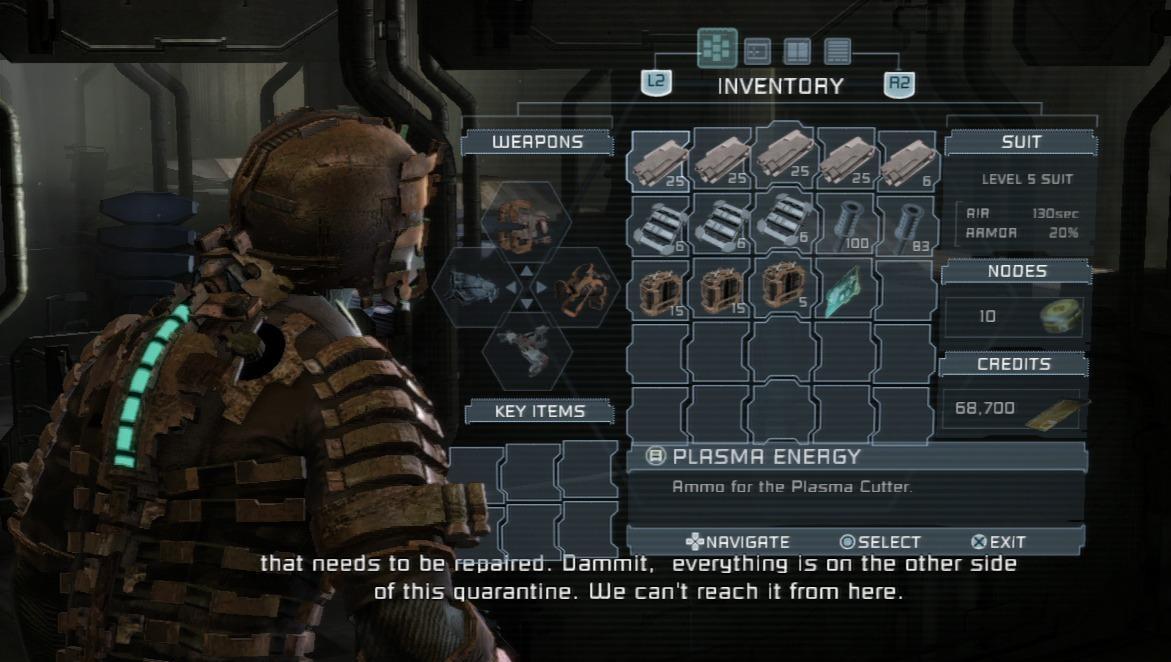 L2
INVENTORY
R2
WEAPONS
SUIT
LEVEL 5 SUIT
AIR 130sec
ARMOR 20%
25 25 25 25 6
6 6 6 100 83
15 15 5
NODES
10
CREDITS
68,700
KEY ITEMS
PLASMA ENERGY
Ammo for the Plasma Cutter.
NAVIGATE SELECT EXIT
that needs to be repaired. Dammit, everything is on the other side
of this quarantine. We can't reach it from here.